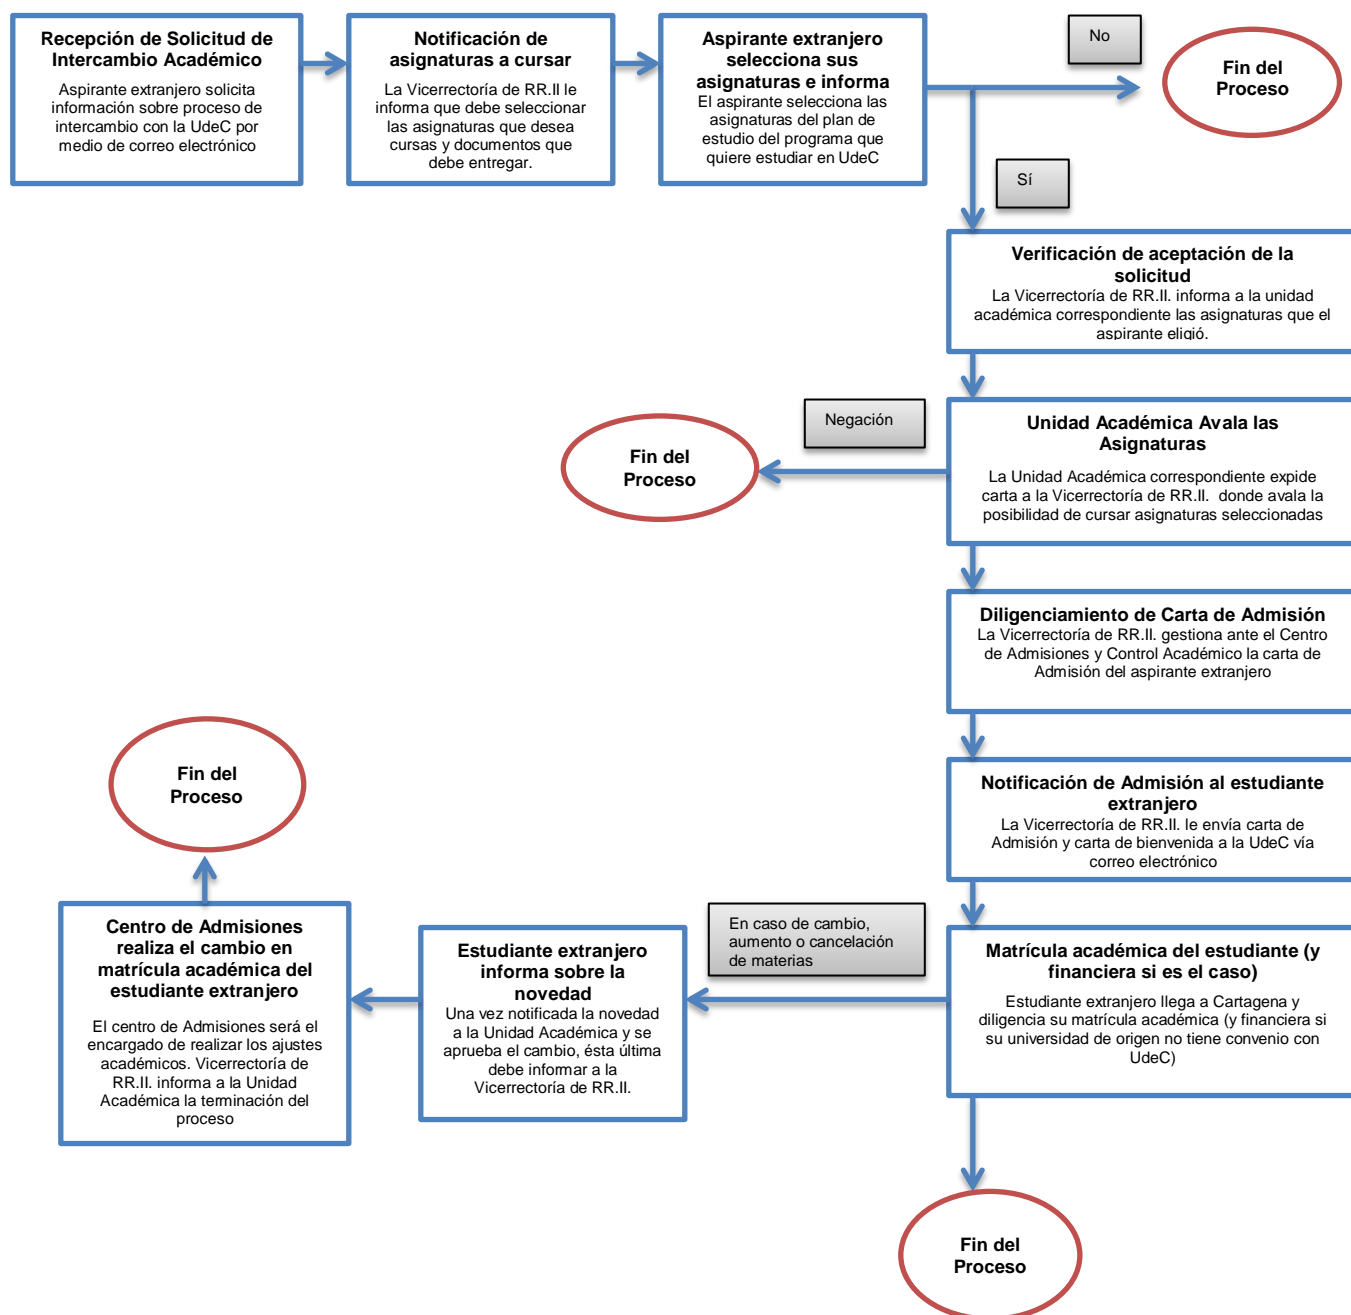 Recepción de Solicitud de
Intercambio Académico
Aspirante extranjero solicita
información sobre proceso de
intercambio con la UdeC por
medio de correo electrónico
Notificación de
asignaturas a cursar
La Vicerrectoría de RR.II le
informa que debe seleccionar
las asignaturas que desea
cursas y documentos que
debe entregar.
Aspirante extranjero
selecciona sus
asignaturas e informa
El aspirante selecciona las
asignaturas del plan de
estudio del programa que
quiere estudiar en UdeC
No
Fin del
Proceso
Sí
Verificación de aceptación de la
solicitud
La Vicerrectoría de RR.II. informa a la unidad
académica correspondiente las asignaturas que el
aspirante eligió.
Negación
Fin del
Proceso
Unidad Académica Avala las
Asignaturas
La Unidad Académica correspondiente expide
carta a la Vicerrectoría de RR.II.  donde avala la
posibilidad de cursar asignaturas seleccionadas
Diligenciamiento de Carta de Admisión
La Vicerrectoría de RR.II. gestiona ante el Centro
de Admisiones y Control Académico la carta de
Admisión del aspirante extranjero
Notificación de Admisión al estudiante
extranjero
La Vicerrectoría de RR.II. le envía carta de
Admisión y carta de bienvenida a la UdeC vía
correo electrónico
Matrícula académica del estudiante (y
financiera si es el caso)
Estudiante extranjero llega a Cartagena y
diligencia su matrícula académica (y financiera si
su universidad de origen no tiene convenio con
UdeC)
En caso de cambio,
aumento o cancelación
de materias
Estudiante extranjero
informa sobre la
novedad
Una vez notificada la novedad
a la Unidad Académica y se
aprueba el cambio, ésta última
debe informar a la
Vicerrectoría de RR.II.
Centro de Admisiones
realiza el cambio en
matrícula académica del
estudiante extranjero
El centro de Admisiones será el
encargado de realizar los ajustes
académicos. Vicerrectoría de
RR.II. informa a la Unidad
Académica la terminación del
proceso
Fin del
Proceso
Fin del
Proceso